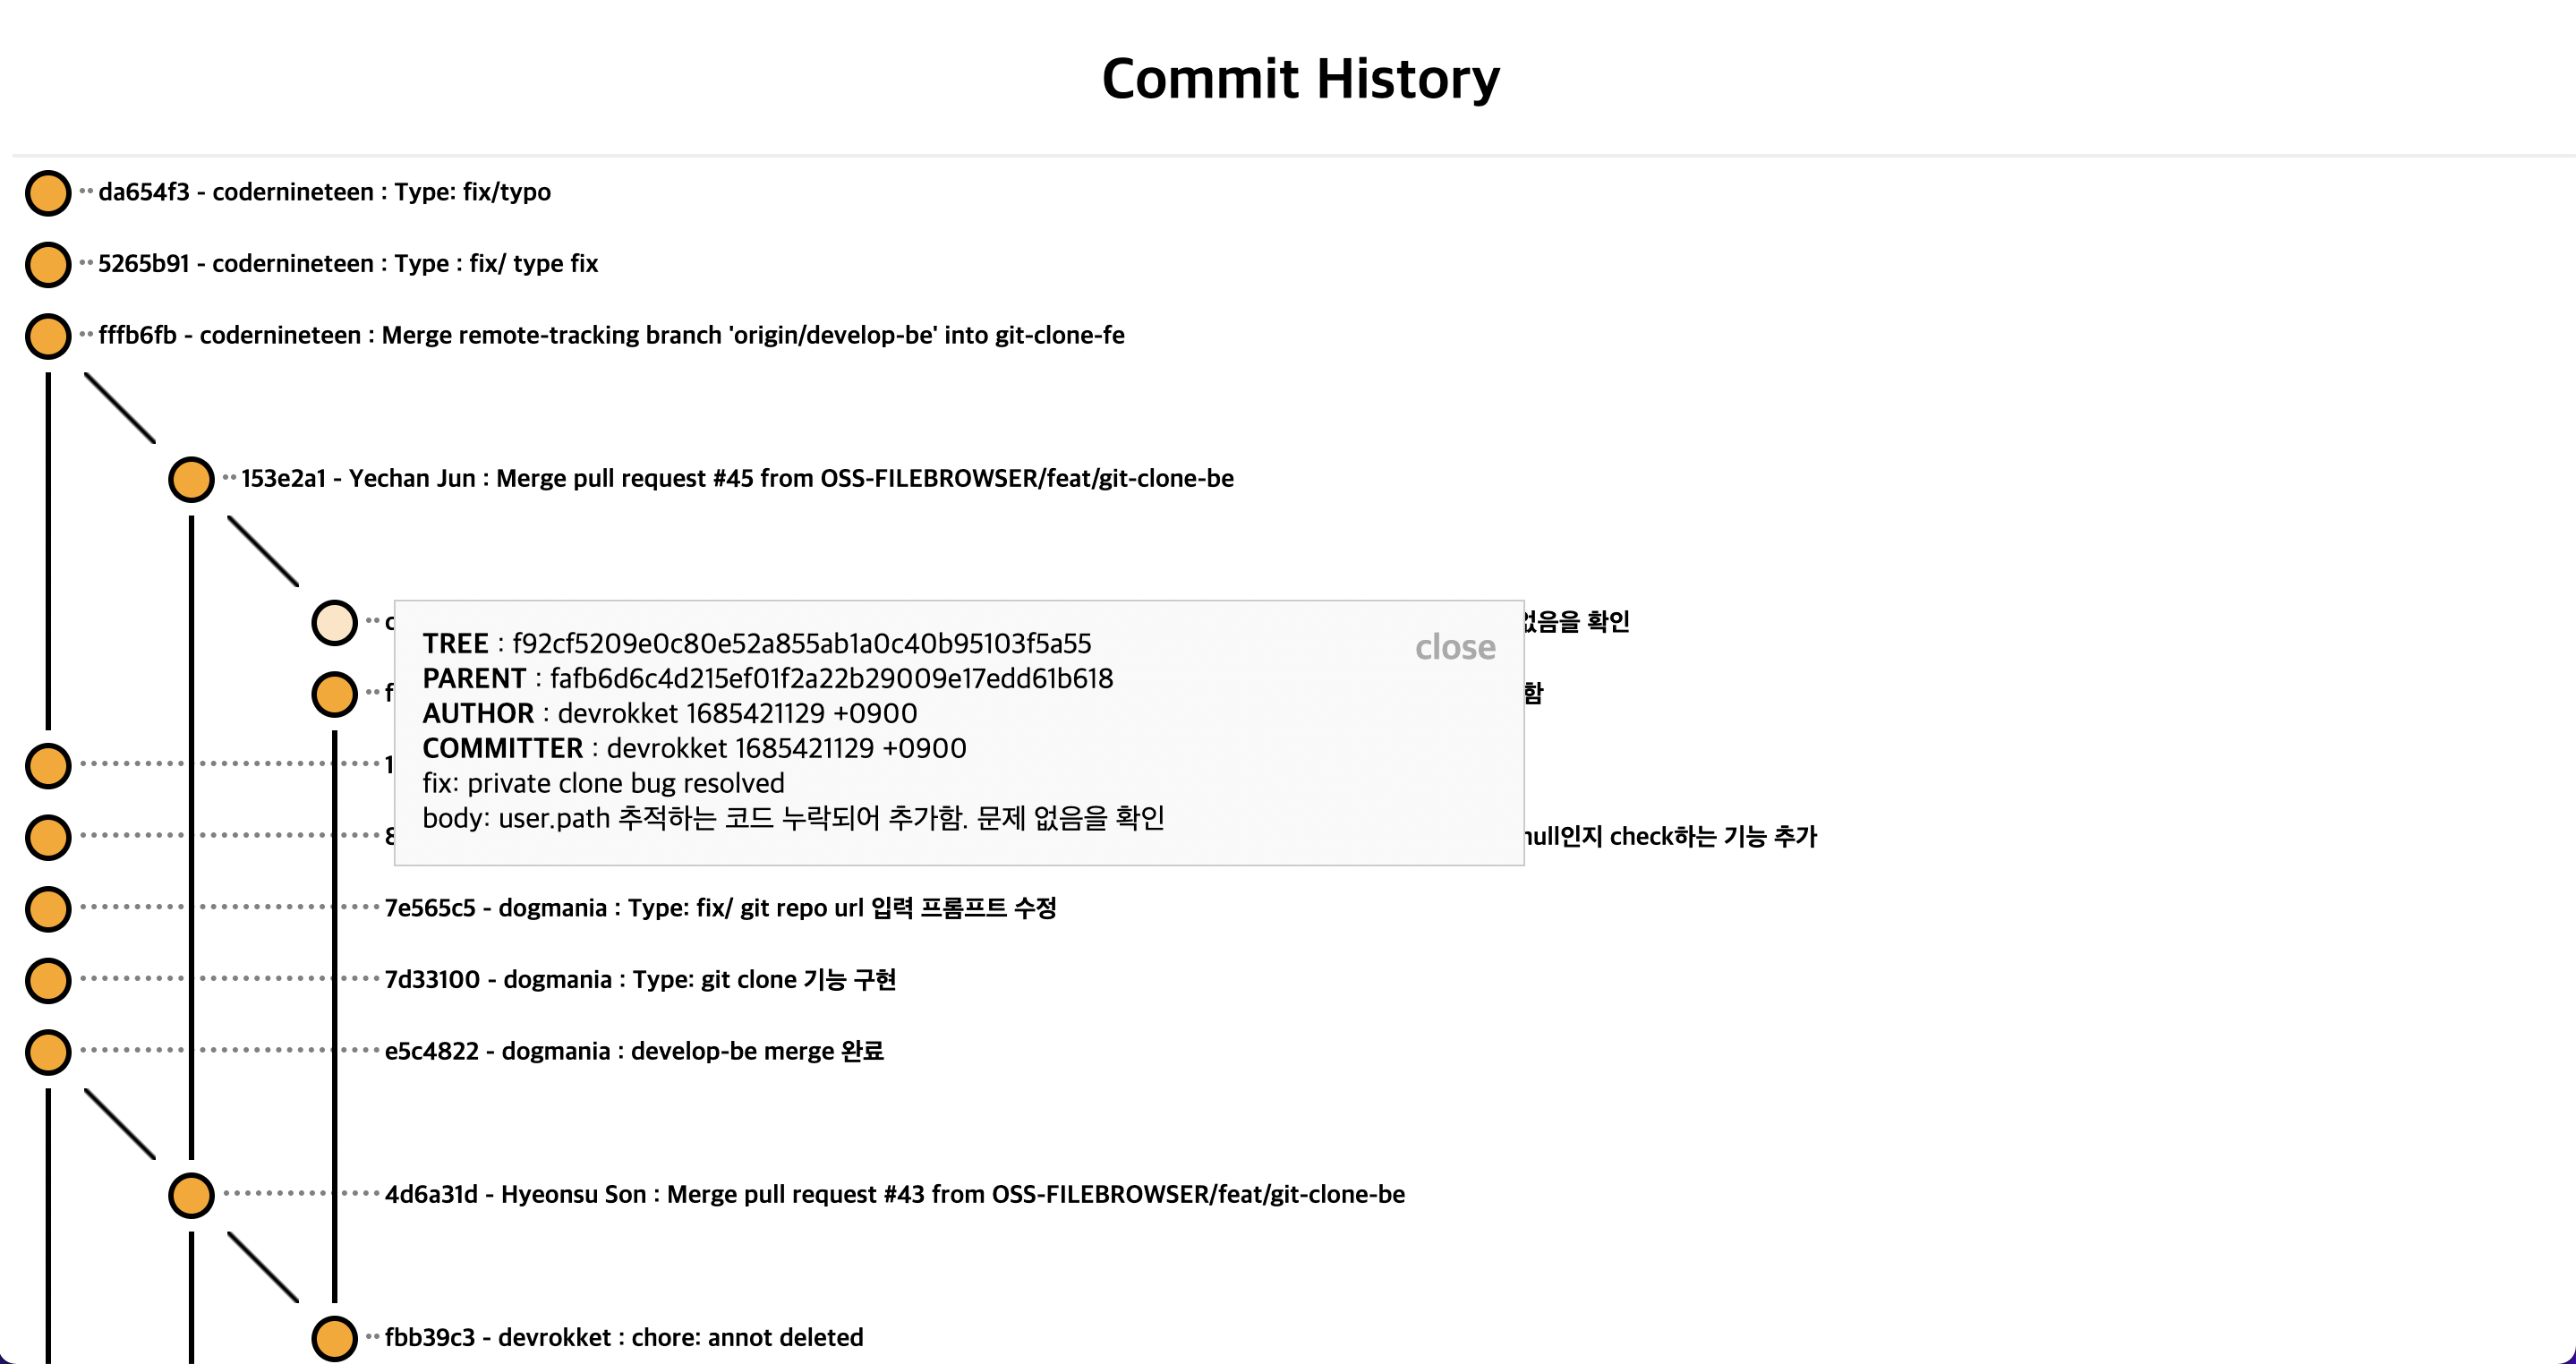 Commit History
da654f3 - codernineteen : Type: fix/typo
5265b91 - codernineteen : Type : fix/ type fix
fffb6fb - codernineteen : Merge remote-tracking branch 'origin/develop-be' into git-clone-fe
153e2a1 - Yechan Jun : Merge pull request #45 from OSS-FILEBROWSER/feat/git-clone-be
없음을 확인
TREE : f92cf5209e0c80e52a855ab1a0c40b95103f5a55
close
PARENT : fafb6d6c4d215ef01f2a22b29009e17edd61b618
함
AUTHOR : devrokket 1685421129 +0900
COMMITTER : devrokket 1685421129 +0900
1
fix: private clone bug resolved
body: user.path 추적하는 코드 누락되어 추가함. 문제 없음을 확인
8 null인지 check하는 기능 추가
7e565c5 - dogmania : Type: fix/ git repo url 입력 프롬프트 수정
7d33100 - dogmania : Type: git clone 기능 구현
e5c4822 - dogmania : develop-be merge 완료
4d6a31d - Hyeonsu Son : Merge pull request #43 from OSS-FILEBROWSER/feat/git-clone-be
fbb39c3 - devrokket : chore: annot deleted